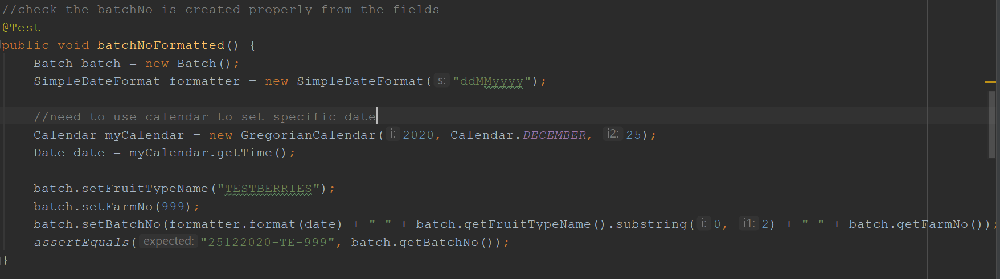 //check the batchNo is created properly from the fields
@Test
public void batchNoFormatted() {
Batch batch = new Batch();
SimpleDateFormat formatter = new SimpleDateFormat( s: "ddMMyyyy");
//need to use calendar to set specific date
Calendar myCalendar = new GregorianCalendar( i: 2020, Calendar.DECEMBER, i2: 25);
Date date = myCalendar.getTime();
batch.setFruitTypeName("TESTBERRIES");
batch.setFarmNo(999);
batch.setBatchNo(formatter.format(date) + "-" + batch.getFruitTypeName().substring( i: 0, i1: 2) + "-" + batch.getFarmNo());
assertEquals( expected: "25122020-TE-999", batch.getBatchNo());
}